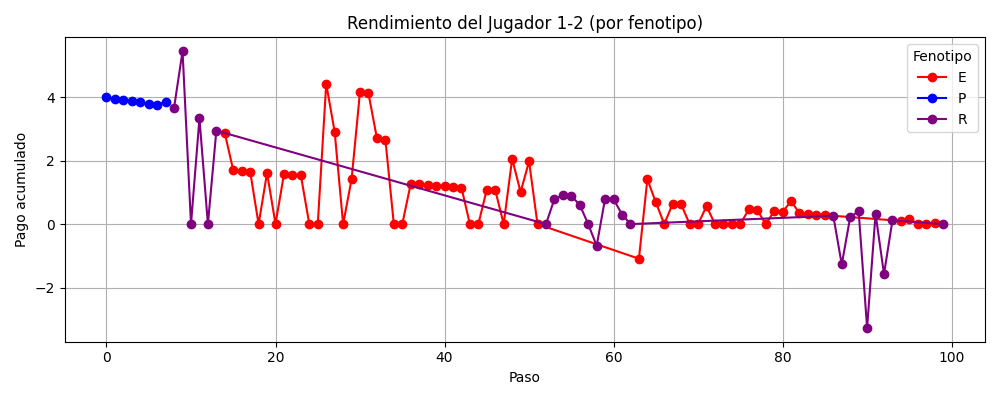 Rendimiento del Jugador 1-2 (por fenotipo)
Pago acumulado
4
2
0
−2
Fenotipo
E
P
R
0 20 40 60 80 100
Paso